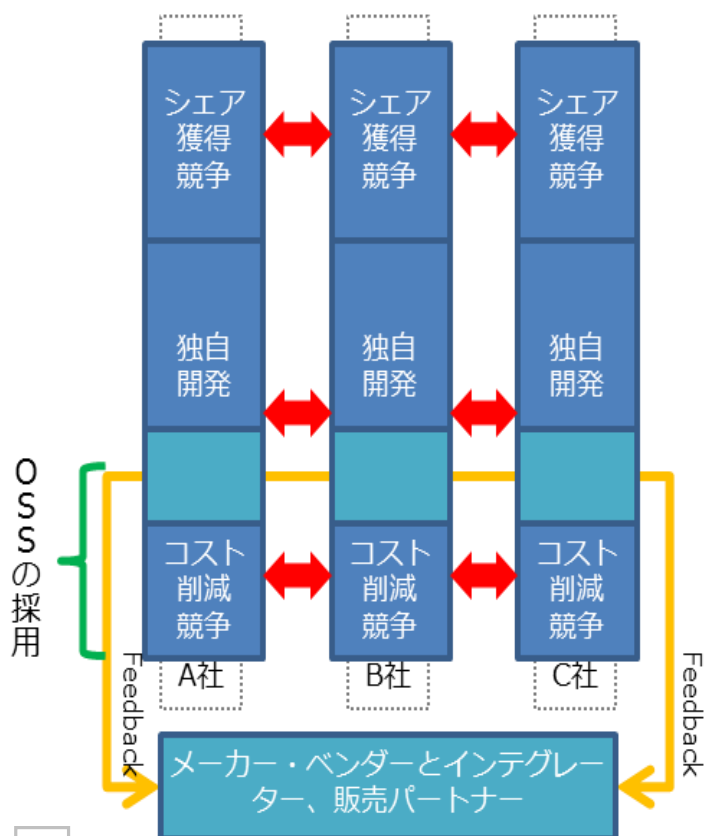 シェア
獲得
競争
シェア
獲得
競争
シェア
獲得
競争
独自
開発
独自
開発
独自
開発
OSSの採用
コスト
削減
競争
コスト
削減
競争
コスト
削減
競争
A社
B社
C社
Feedback
Feedback
メーカー・ベンダーとインテグレー
ター、販売パートナー